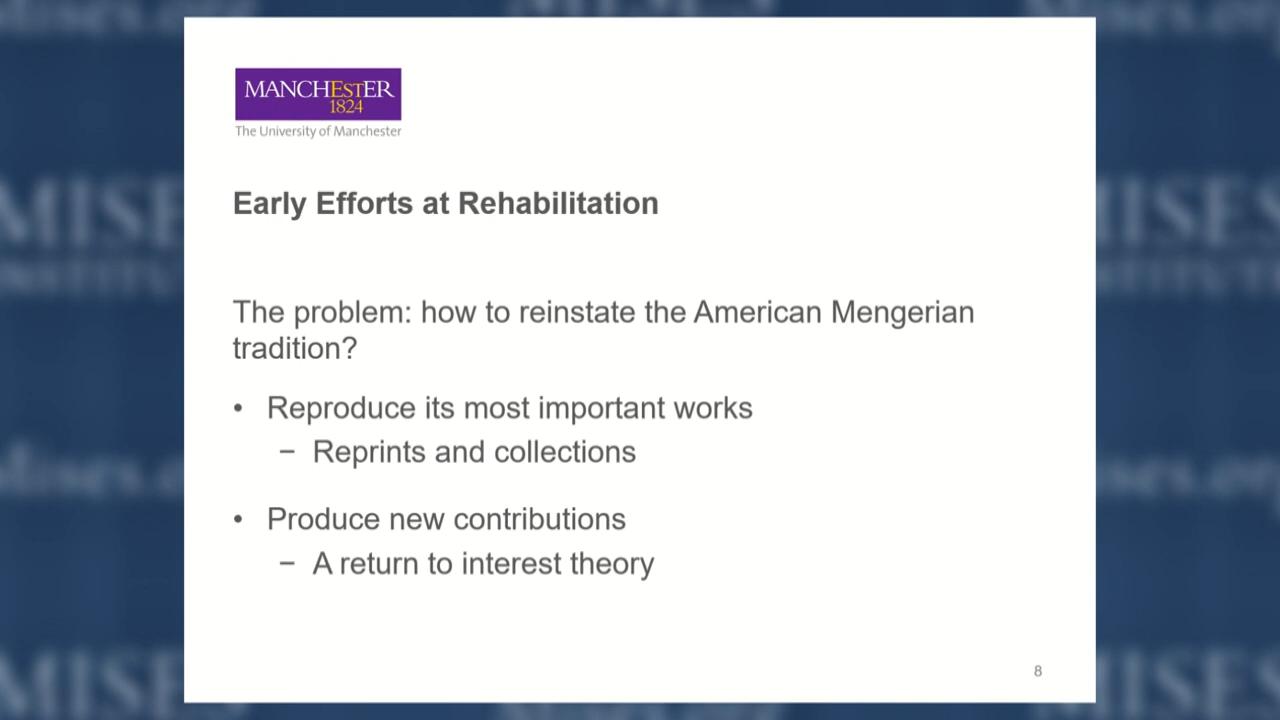 MANCHEsTER
1824
The University of Manchester
Early Efforts at Rehabilitation
The problem: how to reinstate the American Mengerian
tradition?
• Reproduce its most important works
− Reprints and collections
• Produce new contributions
− A return to interest theory
8